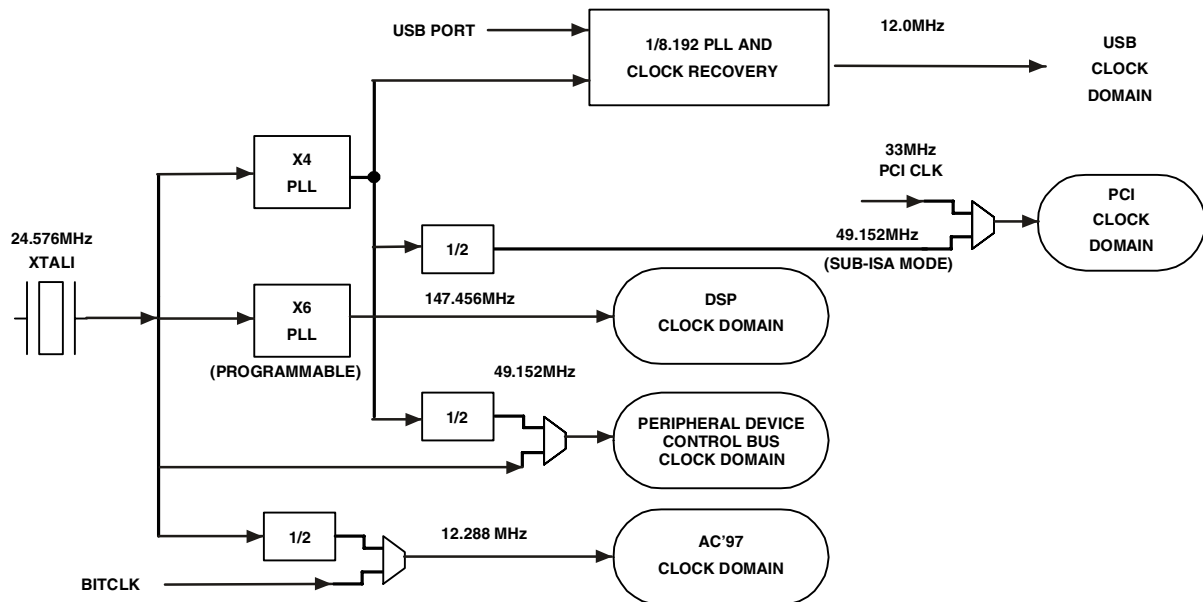 USB PORT
1/8.192 PLL AND
CLOCK RECOVERY
12.0MHz
USB
CLOCK
DOMAIN
X4
PLL
33MHz
PCI CLK
PCI
CLOCK
DOMAIN
24.576MHz
XTALI
1/2
49.152MHz
(SUB-ISA MODE)
X6
PLL
(PROGRAMMABLE)
147.456MHz
DSP
CLOCK DOMAIN
49.152MHz
1/2
PERIPHERAL DEVICE
CONTROL BUS
CLOCK DOMAIN
1/2
12.288 MHz
AC'97
CLOCK DOMAIN
BITCLK